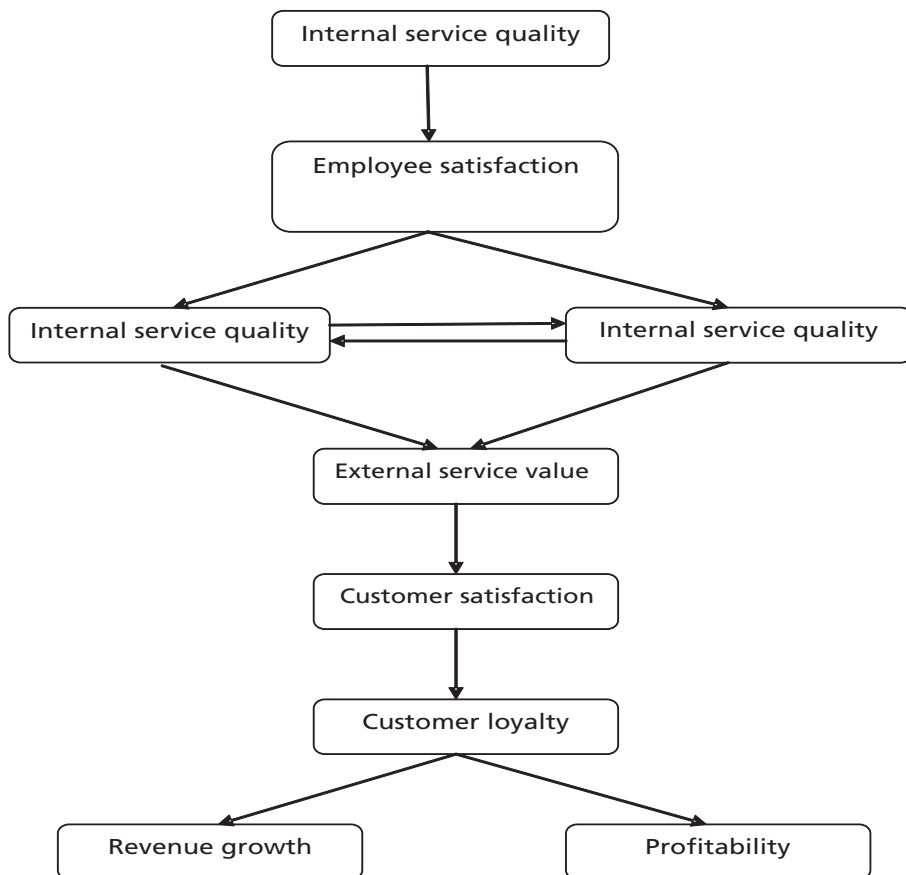 Internal service quality
Employee satisfaction
Internal service quality
Internal service quality
External service value
Customer satisfaction
Customer loyalty
Revenue growth
Profitability